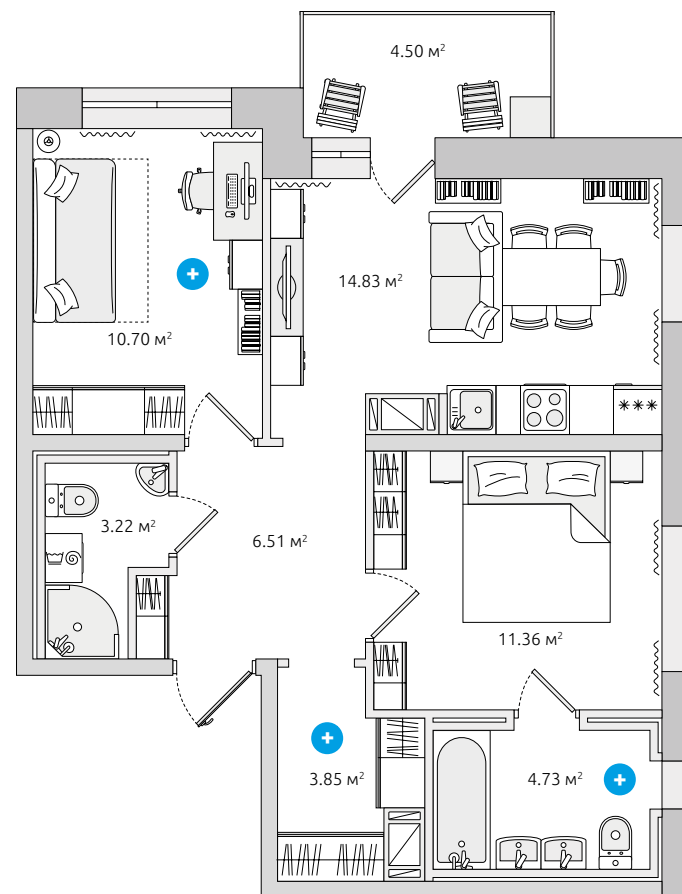 4.50 м²
14.83 м²
10.70 м²
3.22 м²
6.51 м²
11.36 м²
3.85 м²
4.73 м²